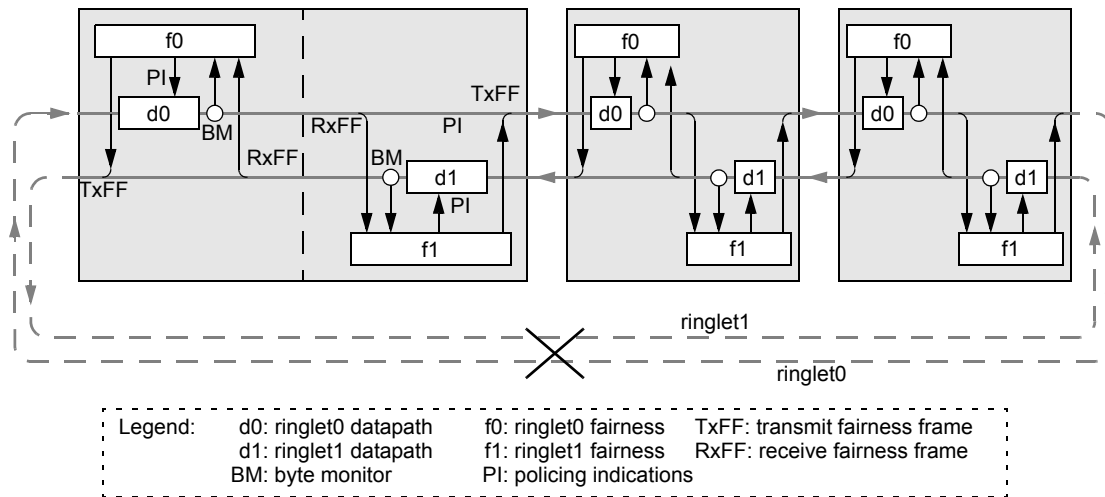 f0
f0
f0
PI
TxFF
d0
BM
RxFF
PI
d0
d0
RxFF
BM
TxFF
d1
PI
d1
d1
f1
f1
f1
ringlet1
ringlet0
Legend: d0: ringlet0 datapath f0: ringlet0 fairness TxFF: transmit fairness frame
d1: ringlet1 datapath f1: ringlet1 fairness RxFF: receive fairness frame
BM: byte monitor PI: policing indications